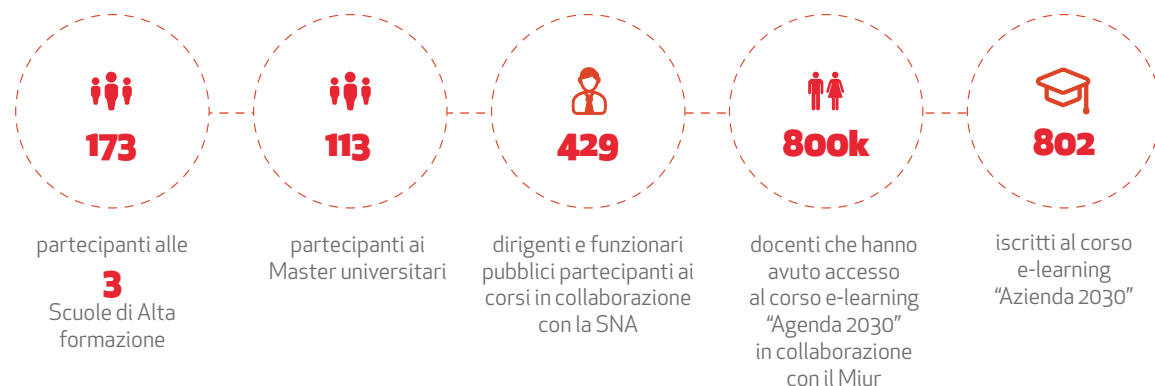 173
partecipanti alle
3
Scuole di Alta
formazione
113
partecipanti ai
Master universitari
429
dirigenti e funzionari
pubblici partecipanti ai
corsi in collaborazione
con la SNA
800k
docenti che hanno
avuto accesso
al corso e-learning
“Agenda 2030”
in collaborazione
con il Miur
802
iscritti al corso
e-learning
“Azienda 2030”